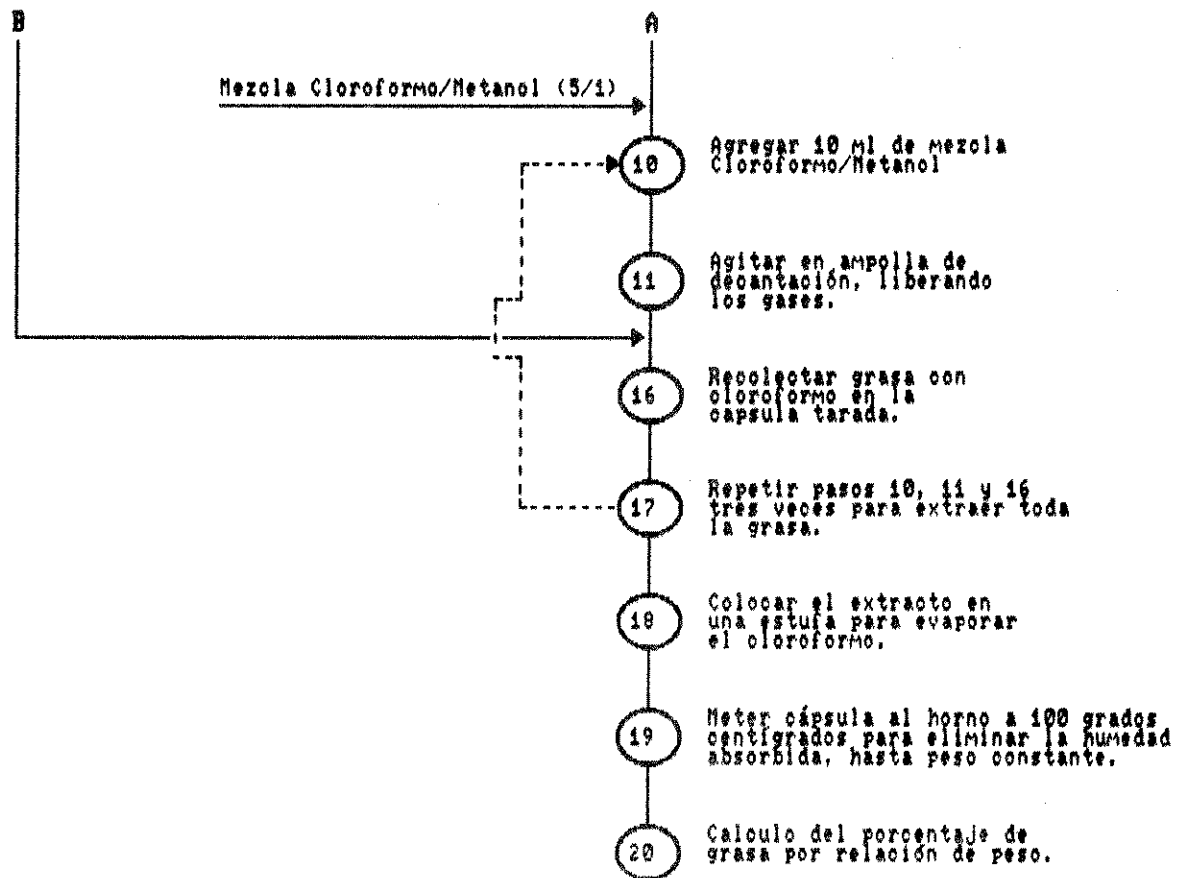 B
A
Mezcla Cloroformo/Metanol (5/1)
10
Agregar 10 ml de mezcla
Cloroformo/Metanol
11
Agitar en ampolla de
decantación, liberando
los gases.
16
Recolectar grasa con
cloroformo en la
capsula tarada.
17
Repetir pasos 10, 11 y 16
tres veces para extraer toda
la grasa.
18
Colocar el extracto en
una estufa para evaporar
el cloroformo.
19
Meter cápsula al horno a 100 grados
centígrados para eliminar la humedad
absorbida, hasta peso constante.
20
Calculo del porcentaje de
grasa por relación de peso.